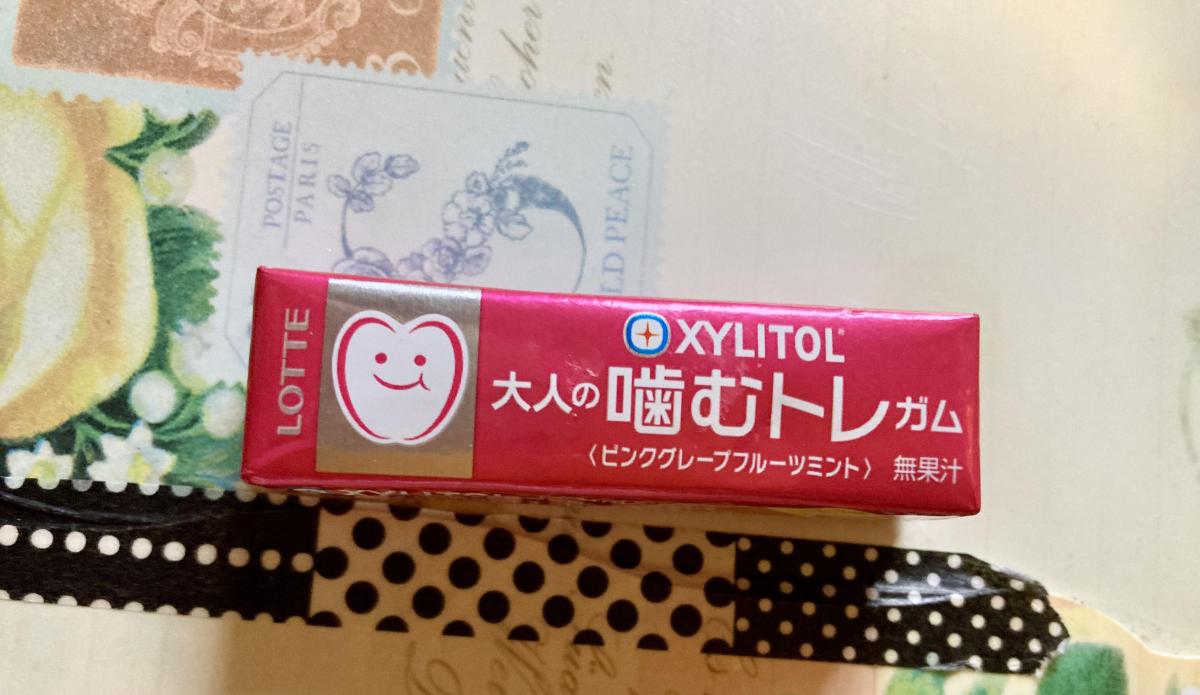 POSTAGE
PARIS
LD PEACE
LOTTE
XYLITOL
大人の噛むトレガム
〈ピンクグレープフルーツミント〉 無果汁